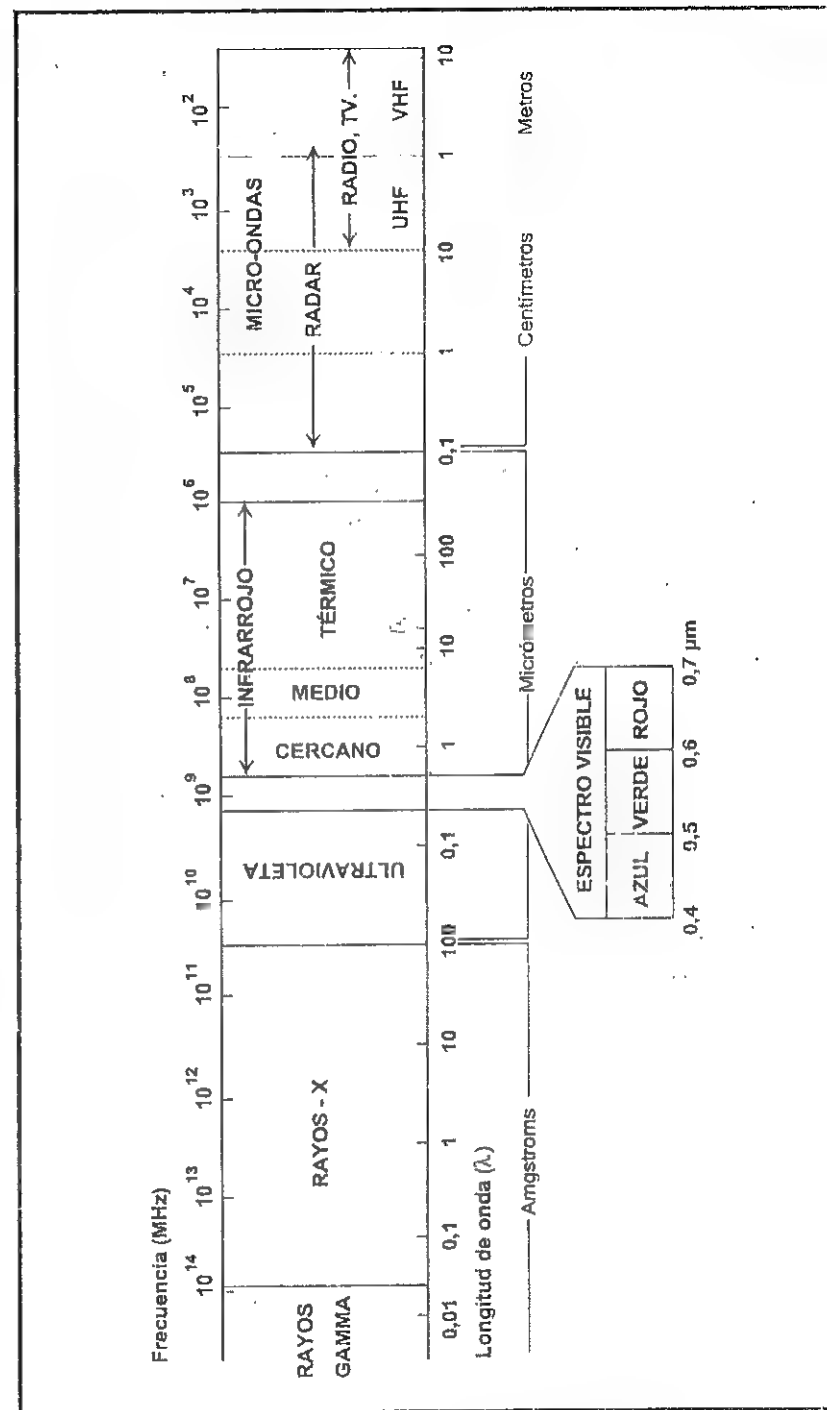 Frecuencia (MHz)
10^14 10^13 10^12 10^11 10^10 10^9 10^8 10^7 10^6 10^5 10^4 10^3 10^2
RAYOS
GAMMA
RAYOS - X
ULTRAVIOLETA
INFRARROJO
CERCANO
MEDIO
TÉRMICO
MICRO-ONDAS
RADAR
RADIO, TV.
UHF
VHF
0,01 0,1 1 10 100 0,1 1 10 100 0,1 1 10 1 10
Longitud de onda (λ)
Amgstroms
Micrómetros
Centímetros
Metros
ESPECTRO VISIBLE
AZUL VERDE ROJO
0,4 0,5 0,6 0,7 µm